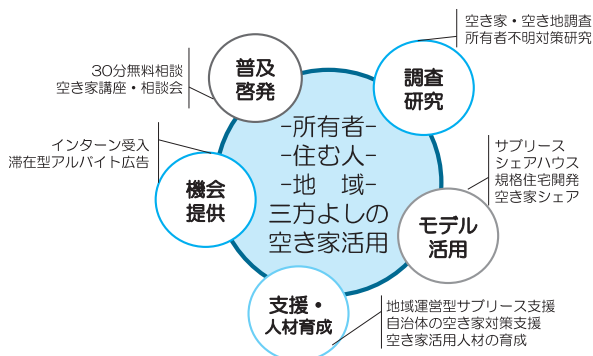 空き家・空き地調査
所有者不明対策研究
普及
啓発
30分無料相談
空き家講座・相談会
調査
研究
-所有者-
-住む人-
-地　域-
三方よしの
空き家活用
インターン受入
滞在型アルバイト広告
機会
提供
サブリース
シェアハウス
規格住宅開発
空き家シェア
モデル
活用
支援・
人材育成
地域運営型サブリース支援
自治体の空き家対策支援
空き家活用人材の育成